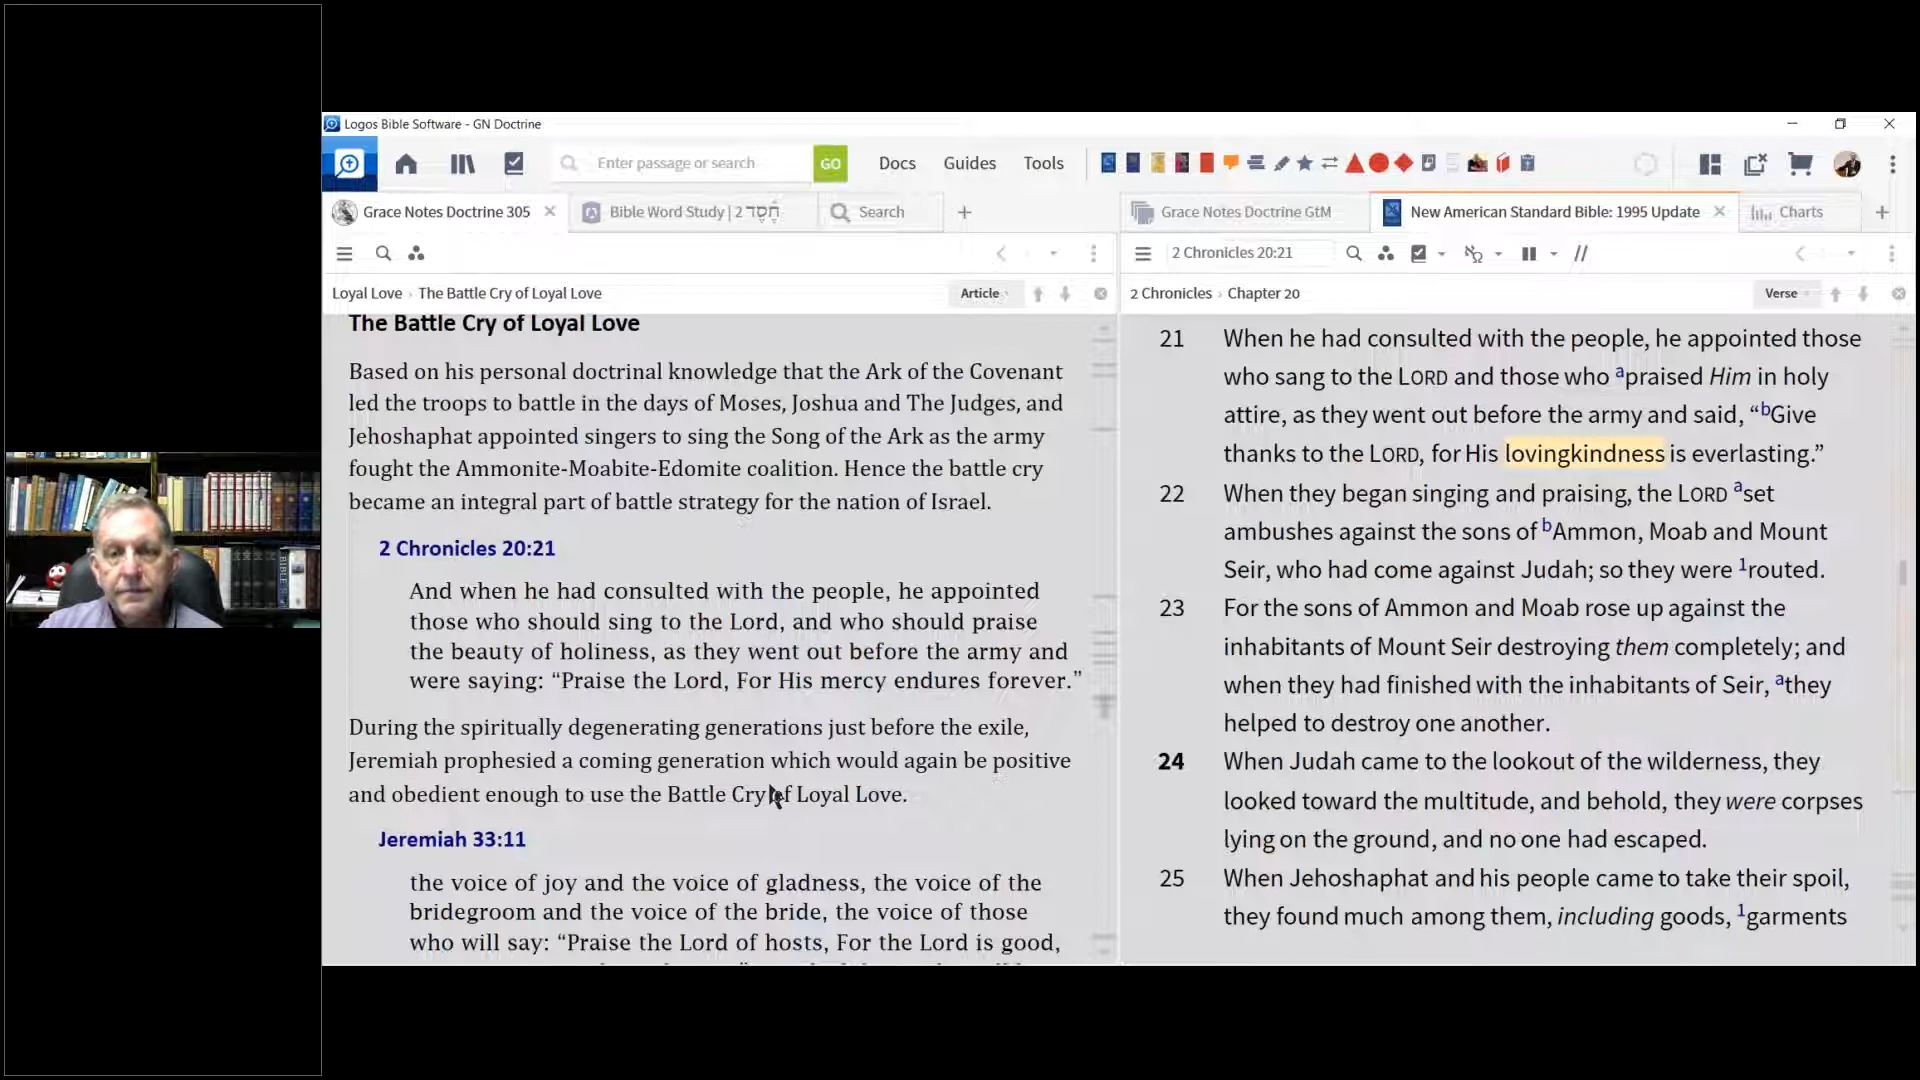 Logos Bible Software - GN Doctrine
Enter passage or search
GO
Docs
Guides
Tools
Grace Notes Doctrine 305
Bible Word Study | 2 חֶסֶד
Search
Grace Notes Doctrine GtM
New American Standard Bible: 1995 Update
Charts
2 Chronicles 20:21
Loyal Love › The Battle Cry of Loyal Love
Article
2 Chronicles › Chapter 20
Verse
The Battle Cry of Loyal Love
Based on his personal doctrinal knowledge that the Ark of the Covenant
led the troops to battle in the days of Moses, Joshua and The Judges, and
Jehoshaphat appointed singers to sing the Song of the Ark as the army
fought the Ammonite-Moabite-Edomite coalition. Hence the battle cry
became an integral part of battle strategy for the nation of Israel.
2 Chronicles 20:21
And when he had consulted with the people, he appointed
those who should sing to the Lord, and who should praise
the beauty of holiness, as they went out before the army and
were saying: “Praise the Lord, For His mercy endures forever.”
During the spiritually degenerating generations just before the exile,
Jeremiah prophesied a coming generation which would again be positive
and obedient enough to use the Battle Cry of Loyal Love.
Jeremiah 33:11
the voice of joy and the voice of gladness, the voice of the
bridegroom and the voice of the bride, the voice of those
who will say: “Praise the Lord of hosts, For the Lord is good,
21 When he had consulted with the people, he appointed those
who sang to the LORD and those who apraised Him in holy
attire, as they went out before the army and said, “bGive
thanks to the LORD, for His lovingkindness is everlasting.”
22 When they began singing and praising, the LORD aset
ambushes against the sons of bAmmon, Moab and Mount
Seir, who had come against Judah; so they were 1routed.
23 For the sons of Ammon and Moab rose up against the
inhabitants of Mount Seir destroying them completely; and
when they had finished with the inhabitants of Seir, athey
helped to destroy one another.
24 When Judah came to the lookout of the wilderness, they
looked toward the multitude, and behold, they were corpses
lying on the ground, and no one had escaped.
25 When Jehoshaphat and his people came to take their spoil,
they found much among them, including goods, 1garments
BIBLE